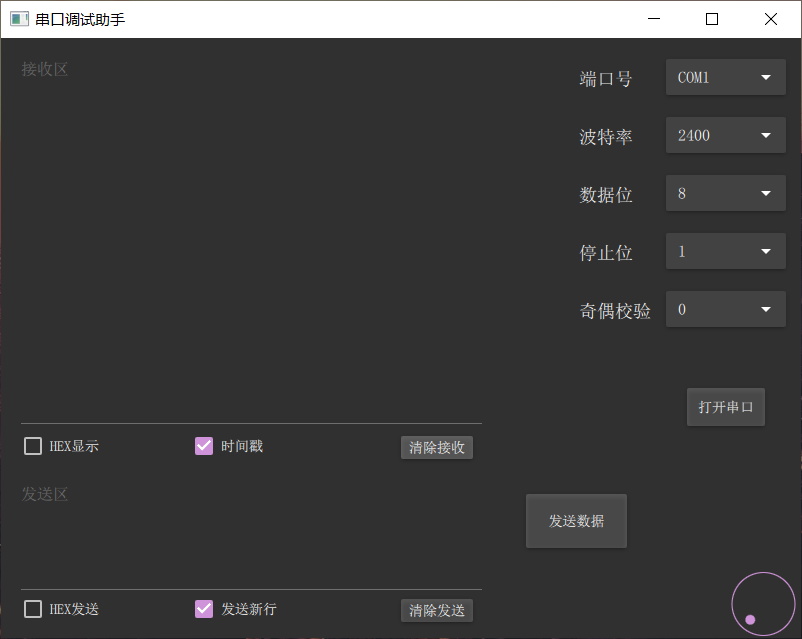 串口调试助手
接收区
端口号 COM1
波特率 2400
数据位 8
停止位 1
奇偶校验 0
打开串口
HEX显示 时间戳 清除接收
发送区
发送数据
HEX发送 发送新行 清除发送